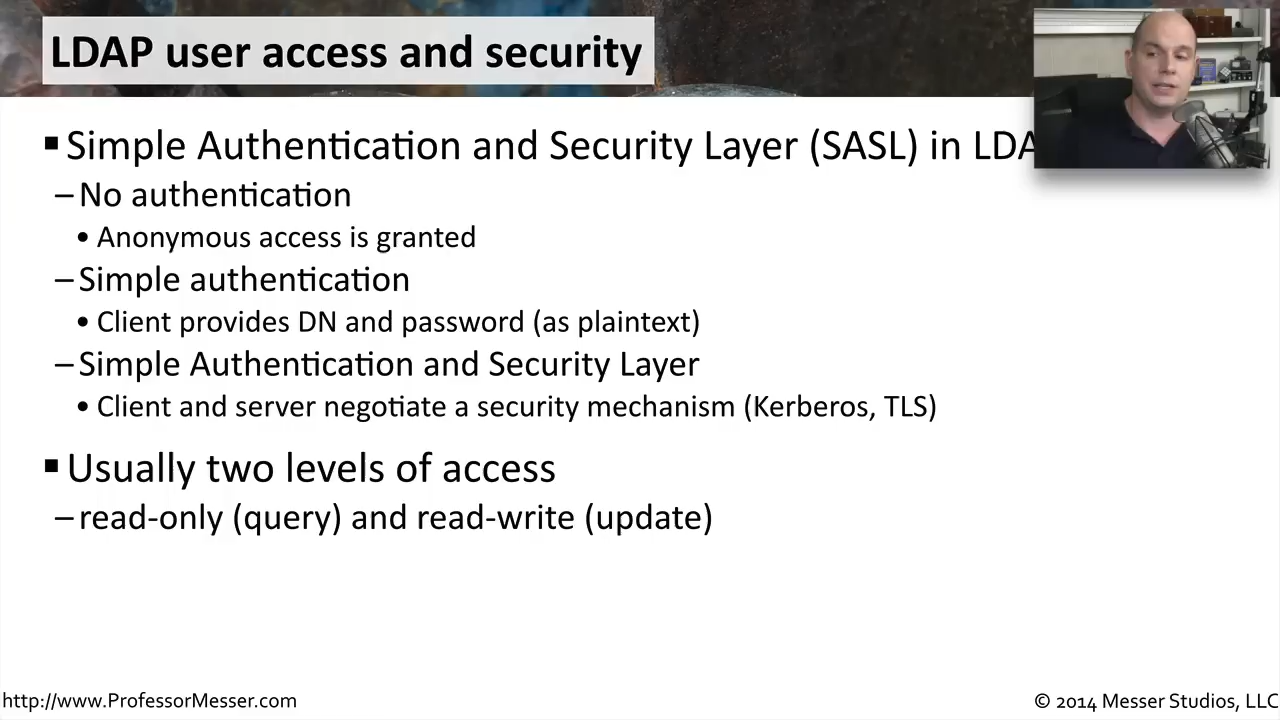 LDAP user access and security
▪ Simple Authentication and Security Layer (SASL) in LDA
– No authentication
• Anonymous access is granted
– Simple authentication
• Client provides DN and password (as plaintext)
– Simple Authentication and Security Layer
• Client and server negotiate a security mechanism (Kerberos, TLS)
▪ Usually two levels of access
– read-only (query) and read-write (update)
http://www.ProfessorMesser.com
© 2014 Messer Studios, LLC